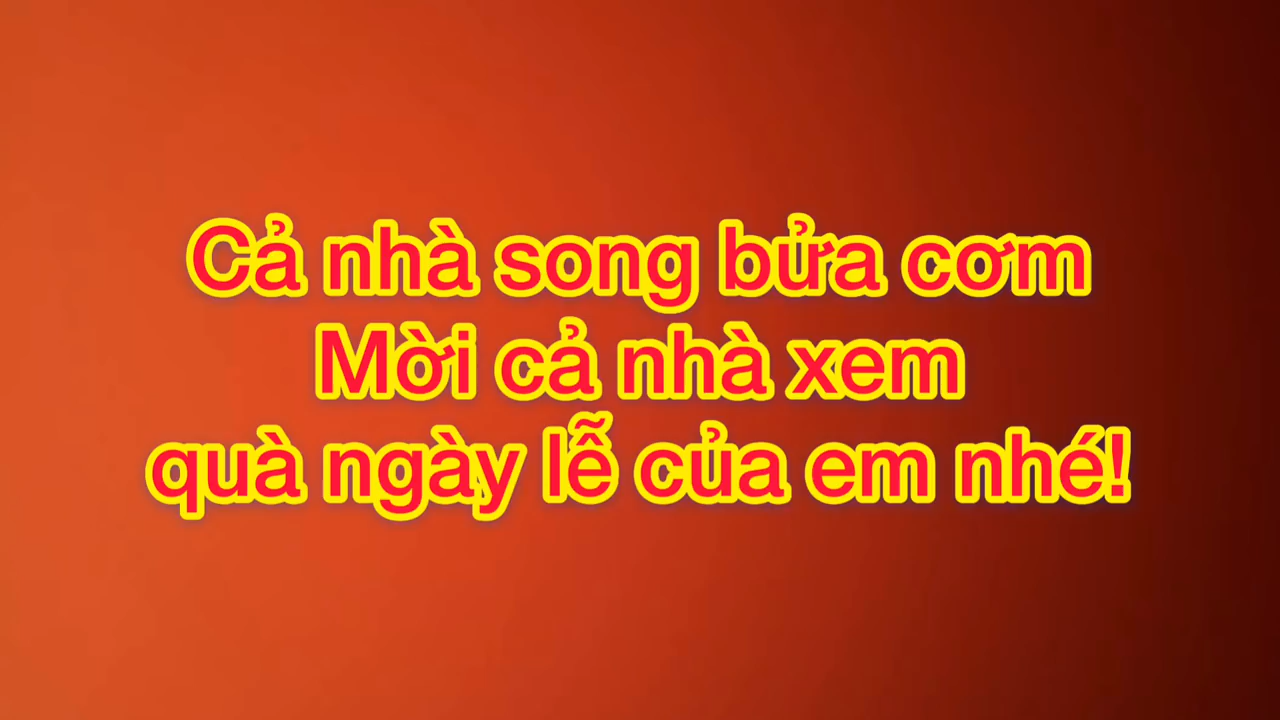 Cả nhà song bửa cơm
Mời cả nhà xem
quà ngày lễ của em nhé!